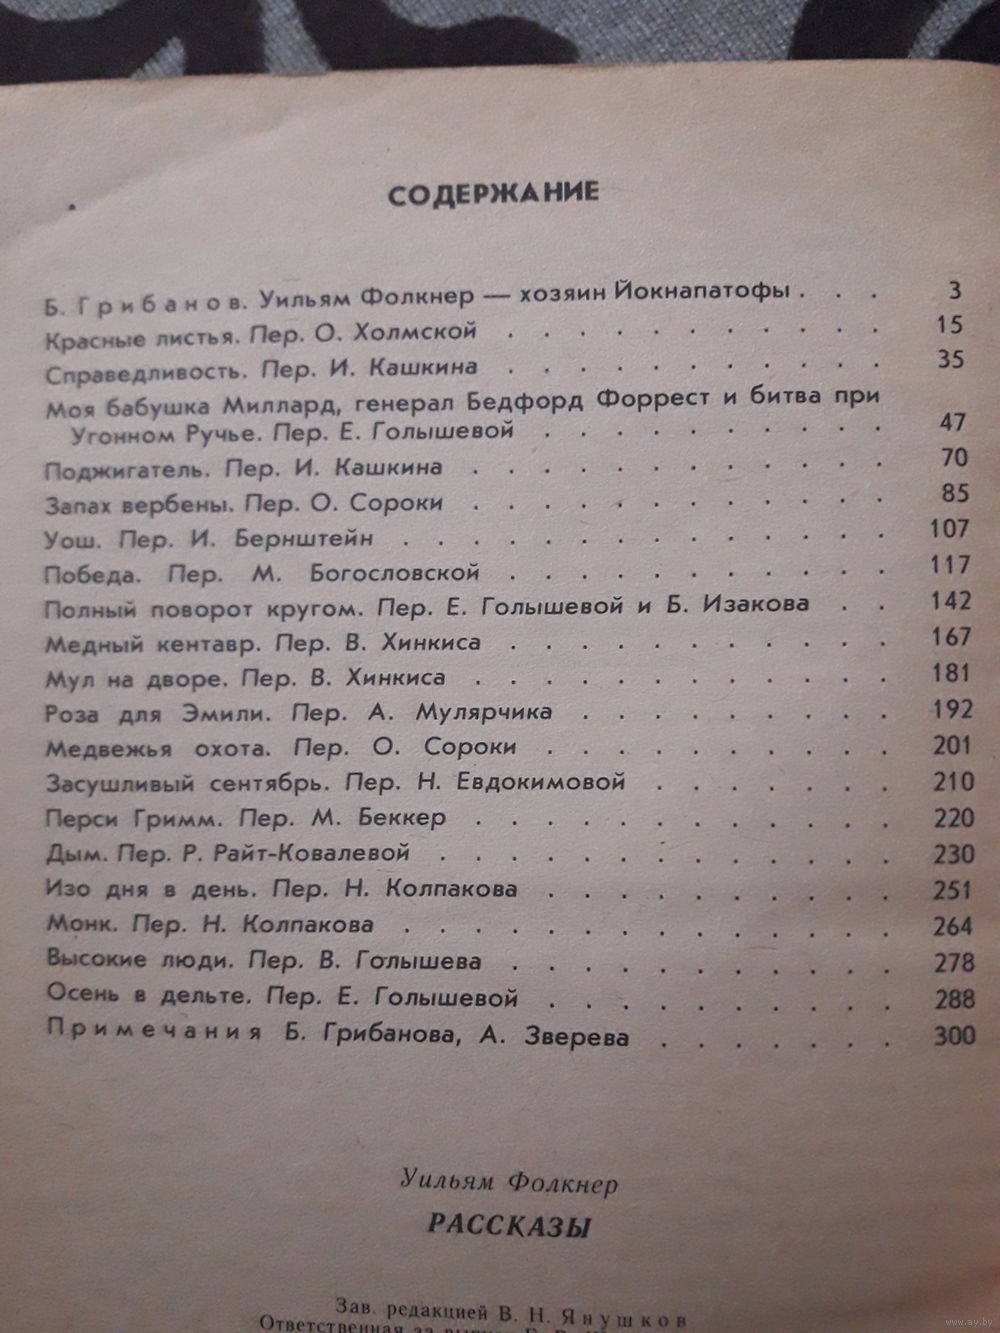 СОДЕРЖАНИЕ
Б. Грибанов. Уильям Фолкнер — хозяин Йокнапатофы . . . 3
Красные листья. Пер. О. Холмской . . . . . . . . . . . 15
Справедливость. Пер. И. Кашкина . . . . . . . . . . . 35
Моя бабушка Миллард, генерал Бедфорд Форрест и битва при
Угонном Ручье. Пер. Е. Голышевой . . . . . . . . . . 47
Поджигатель. Пер. И. Кашкина . . . . . . . . . . . . 70
Запах вербены. Пер. О. Сороки . . . . . . . . . . . . 85
Уош. Пер. И. Бернштейн . . . . . . . . . . . . . . 107
Победа. Пер. М. Богословской . . . . . . . . . . . 117
Полный поворот кругом. Пер. Е. Голышевой и Б. Изакова . . 142
Медный кентавр. Пер. В. Хинкиса . . . . . . . . . . . 167
Мул на дворе. Пер. В. Хинкиса . . . . . . . . . . . . 181
Роза для Эмили. Пер. А. Мулярчика . . . . . . . . . 192
Медвежья охота. Пер. О. Сороки . . . . . . . . . . 201
Засушливый сентябрь. Пер. Н. Евдокимовой . . . . . . . 210
Перси Гримм. Пер. М. Беккер . . . . . . . . . . . . 220
Дым. Пер. Р. Райт-Ковалевой . . . . . . . . . . . . . 230
Изо дня в день. Пер. Н. Колпакова . . . . . . . . . . 251
Монк. Пер. Н. Колпакова . . . . . . . . . . . . . . 264
Высокие люди. Пер. В. Голышева . . . . . . . . . . . 278
Осень в дельте. Пер. Е. Голышевой . . . . . . . . . . 288
Примечания Б. Грибанова, А. Зверева . . . . . . . 300
Уильям Фолкнер
РАССКАЗЫ
Зав. редакцией В. Н. Янушков
Ответственная за
www.ay.by